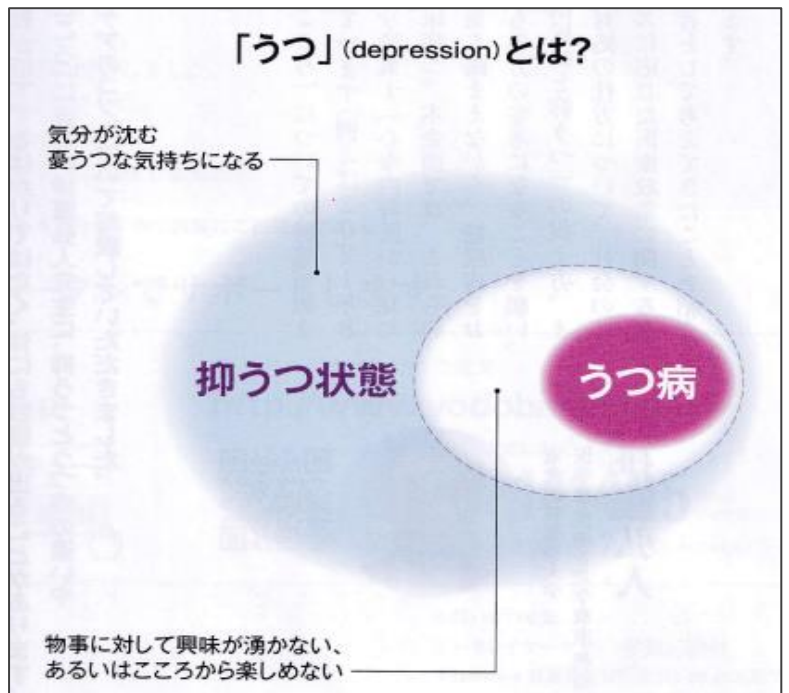 「うつ」(depression)とは?
気分が沈む
憂うつな気持ちになる
抑うつ状態
うつ病
物事に対して興味が湧かない、
あるいはこころから楽しめない